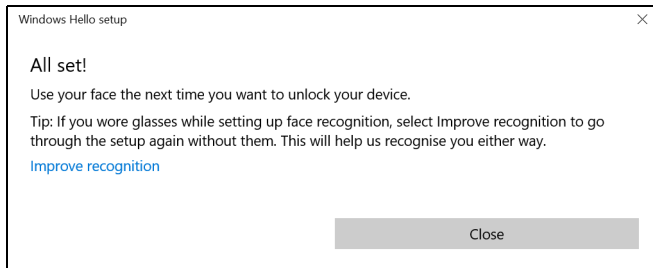 Windows Hello setup
All set!
Use your face the next time you want to unlock your device.
Tip: If you wore glasses while setting up face recognition, select Improve recognition to go
through the setup again without them. This will help us recognise you either way.
Improve recognition
Close